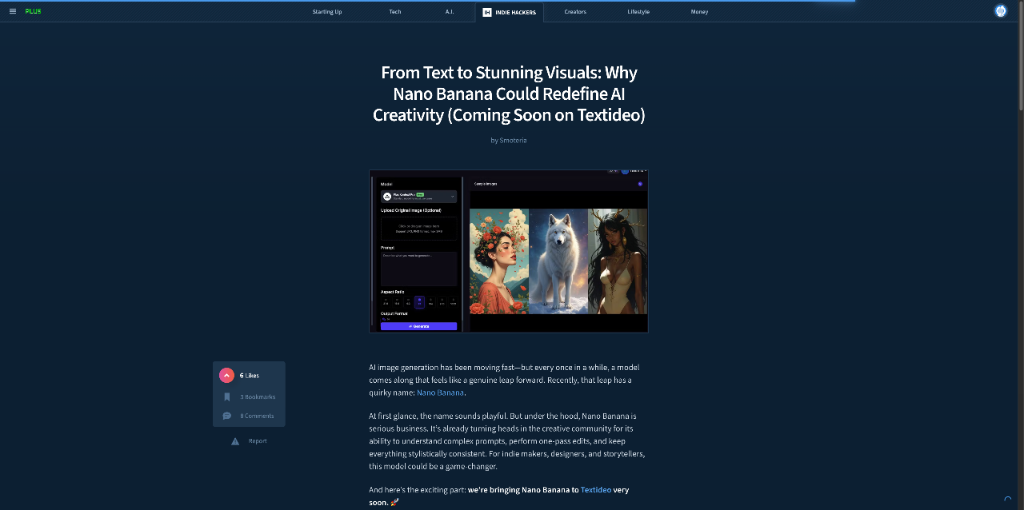 PLUS
Starting Up
Tech
A.I.
INDIE HACKERS
Creators
Lifestyle
Money
From Text to Stunning Visuals: Why
Nano Banana Could Redefine AI
Creativity (Coming Soon on Textideo)
by Smoteria
Model
Upload Original Image (Optional)
Prompt
Aspect Ratio
Output Format
Generate
AI image generation has been moving fast—but every once in a while, a model
comes along that feels like a genuine leap forward. Recently, that leap has a
quirky name: Nano Banana.
6 Likes
3 Bookmarks
8 Comments
Report
At first glance, the name sounds playful. But under the hood, Nano Banana is
serious business. It's already turning heads in the creative community for its
ability to understand complex prompts, perform one-pass edits, and keep
everything stylistically consistent. For indie makers, designers, and storytellers,
this model could be a game-changer.
And here's the exciting part: we're bringing Nano Banana to Textideo very
soon. 🚀